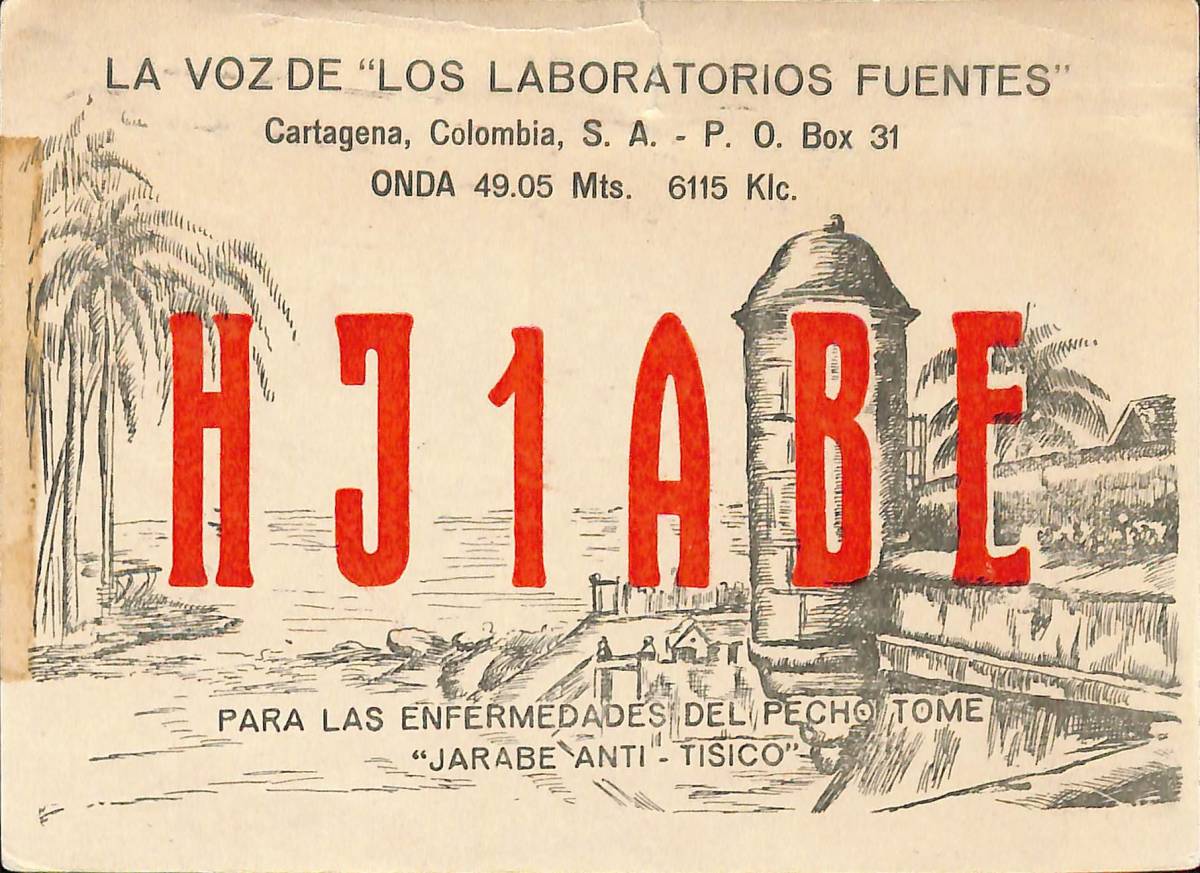 LA VOZ DE "LOS LABORATORIOS FUENTES"
Cartagena, Colombia, S. A. - P. O. Box 31
ONDA 49.05 Mts. 6115 Klc.
HJ1ABE
PARA LAS ENFERMEDADES DEL PECHO TOME
"JARABE ANTI - TISICO"